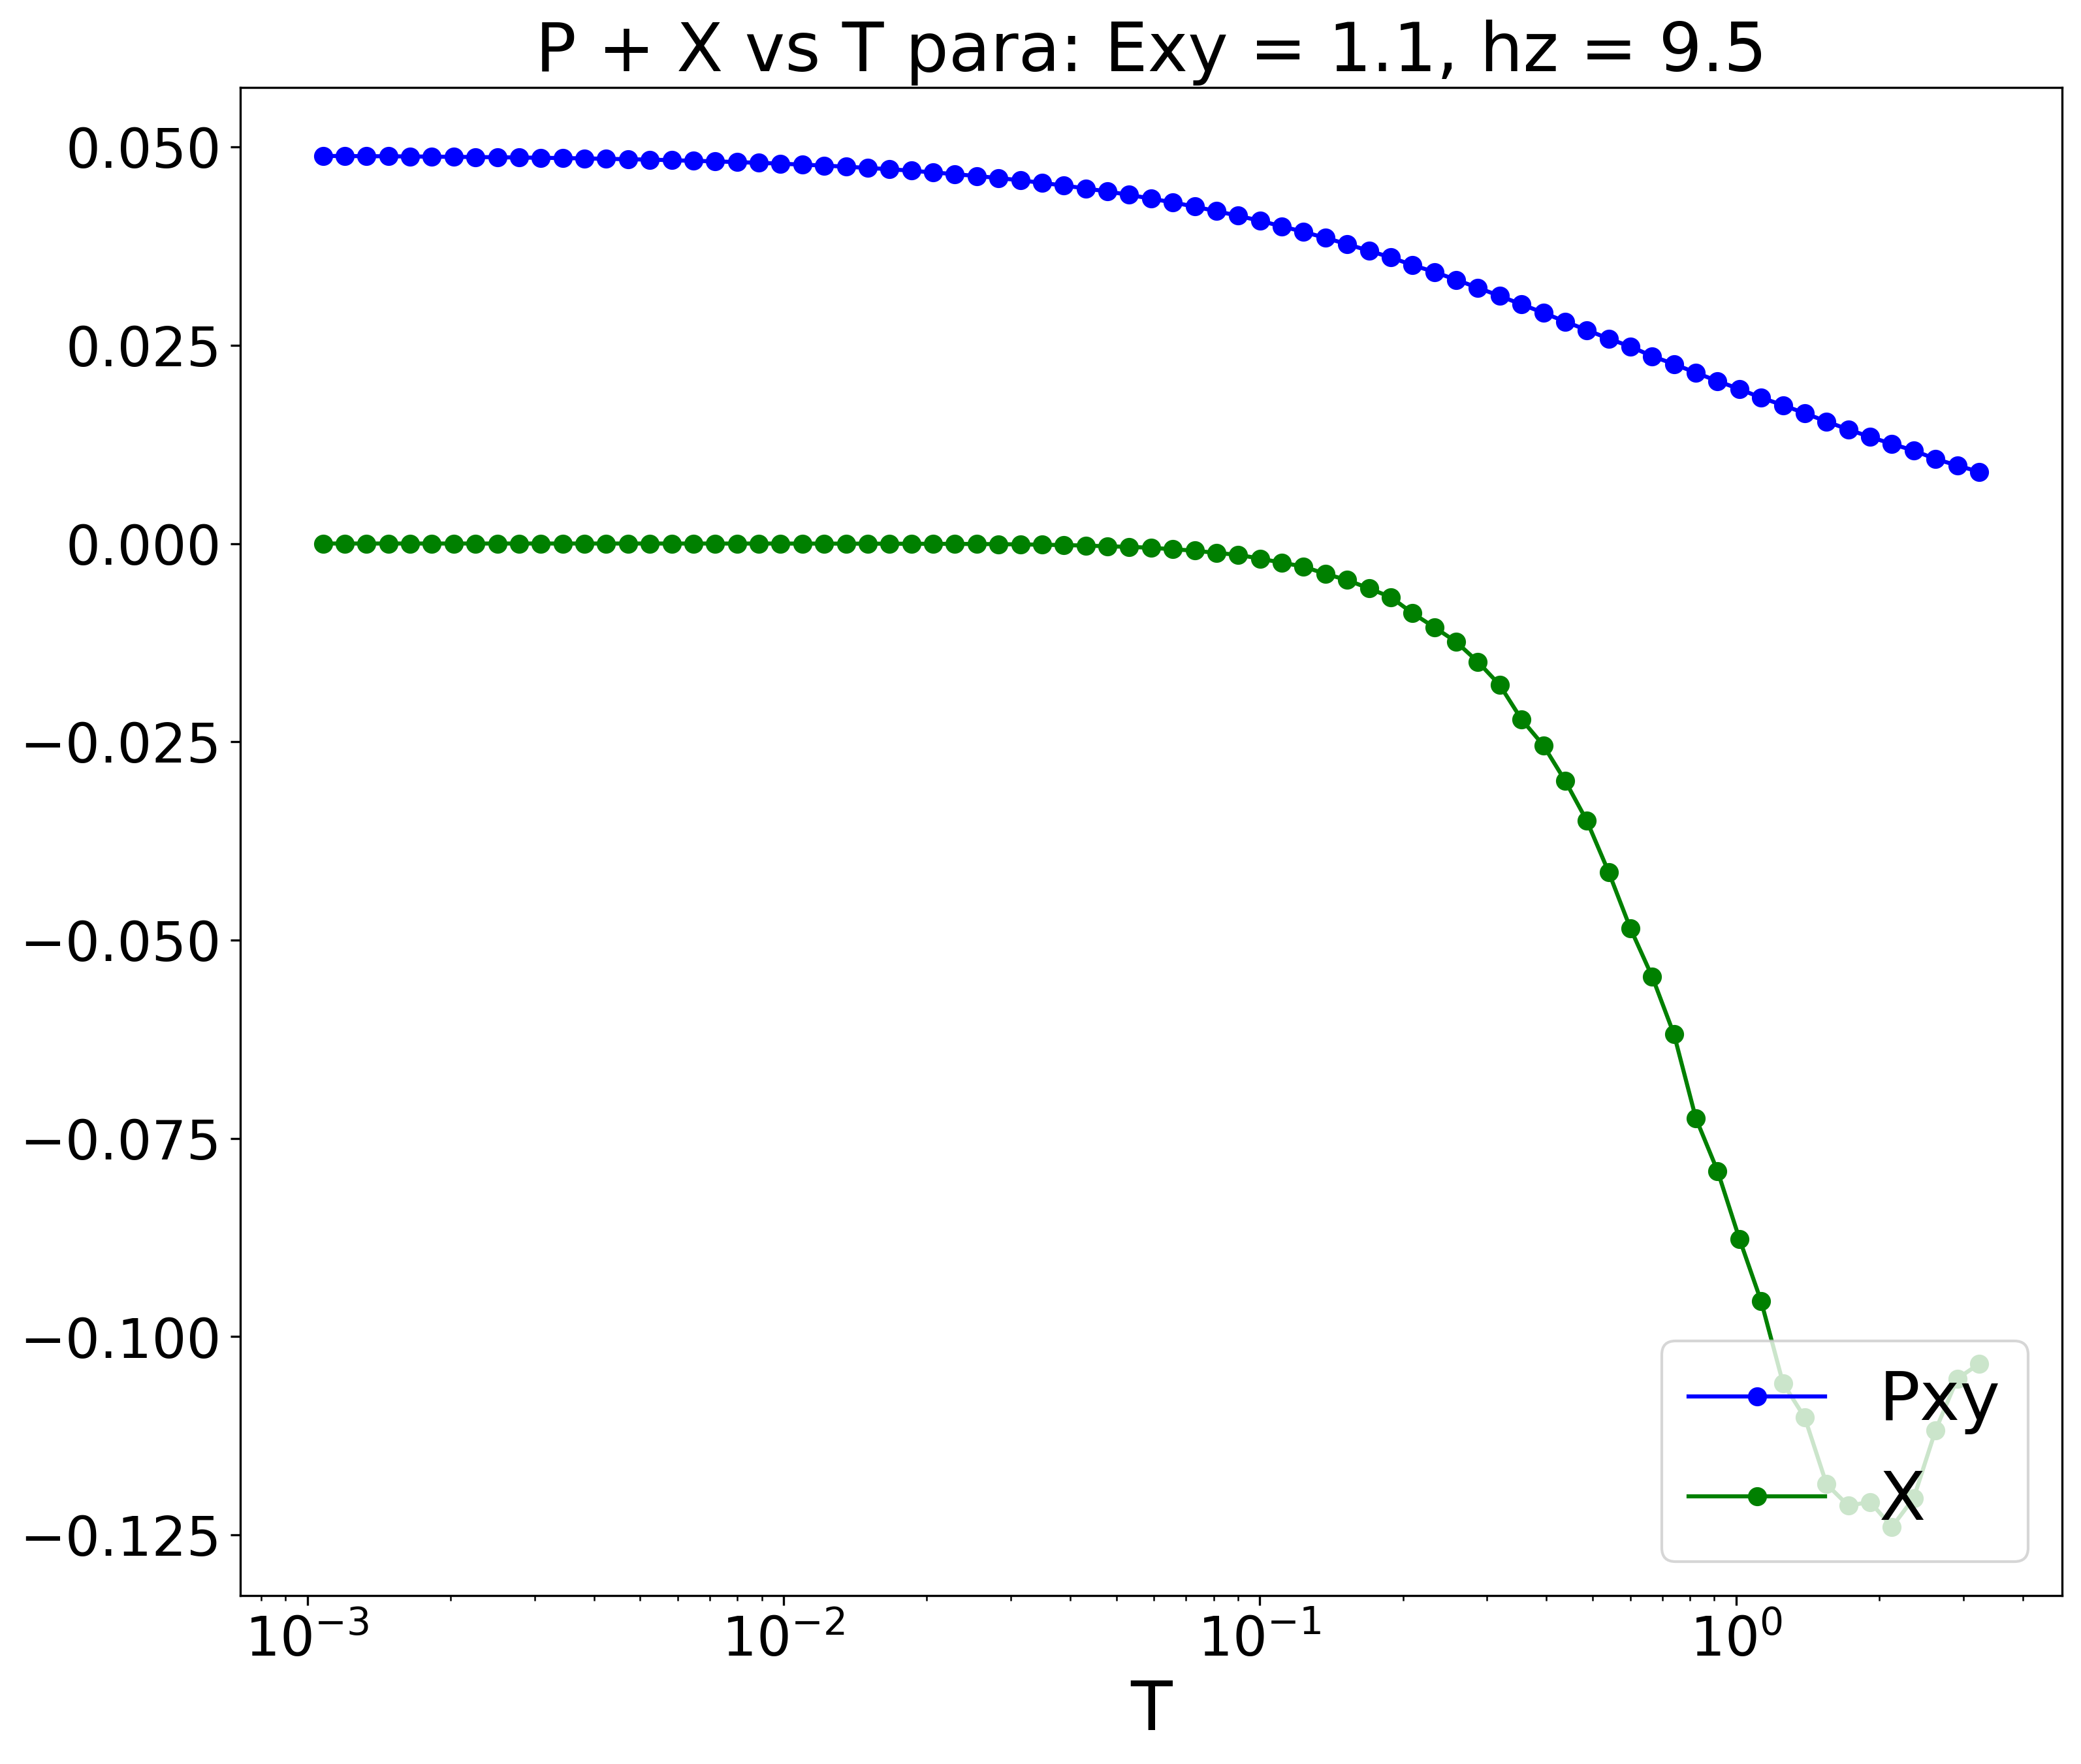 P + X vs T para: Exy = 1.1, hz = 9.5
0.050
0.025
0.000
−0.025
−0.050
−0.075
−0.100
−0.125
Pxy
X
10⁻³ 10⁻² 10⁻¹ 10⁰
T